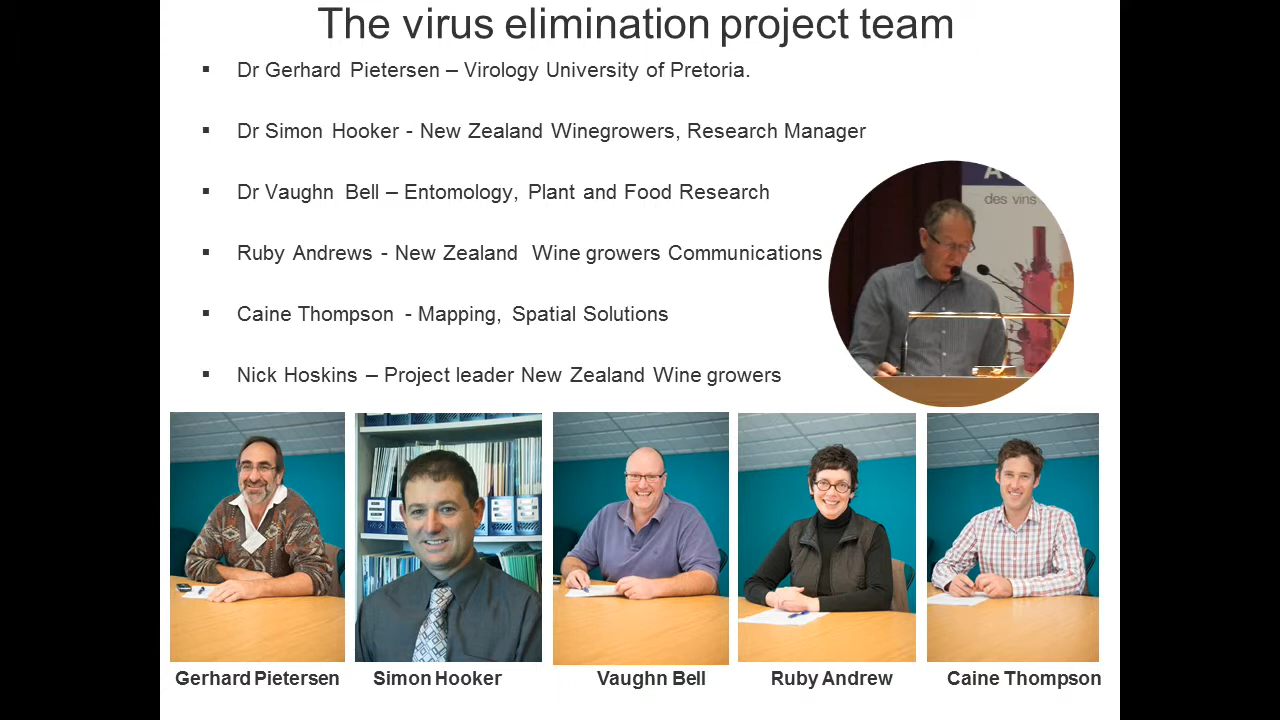 The virus elimination project team
▪ Dr Gerhard Pietersen – Virology University of Pretoria.
▪ Dr Simon Hooker - New Zealand Winegrowers, Research Manager
▪ Dr Vaughn Bell – Entomology, Plant and Food Research
▪ Ruby Andrews - New Zealand Wine growers Communications
▪ Caine Thompson - Mapping, Spatial Solutions
▪ Nick Hoskins – Project leader New Zealand Wine growers
des vins
Gerhard Pietersen Simon Hooker Vaughn Bell Ruby Andrew Caine Thompson